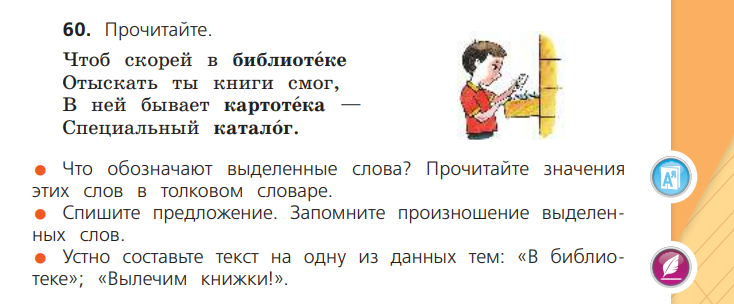 60. Прочитайте.
Чтоб скорей в библиоте́ке
Отыскать ты книги смог,
В ней бывает картоте́ка —
Специальный катало́г.
● Что обозначают выделенные слова? Прочитайте значения
этих слов в толковом словаре.
● Спишите предложение. Запомните произношение выделен-
ных слов.
● Устно составьте текст на одну из данных тем: «В библио-
теке»; «Вылечим книжки!».